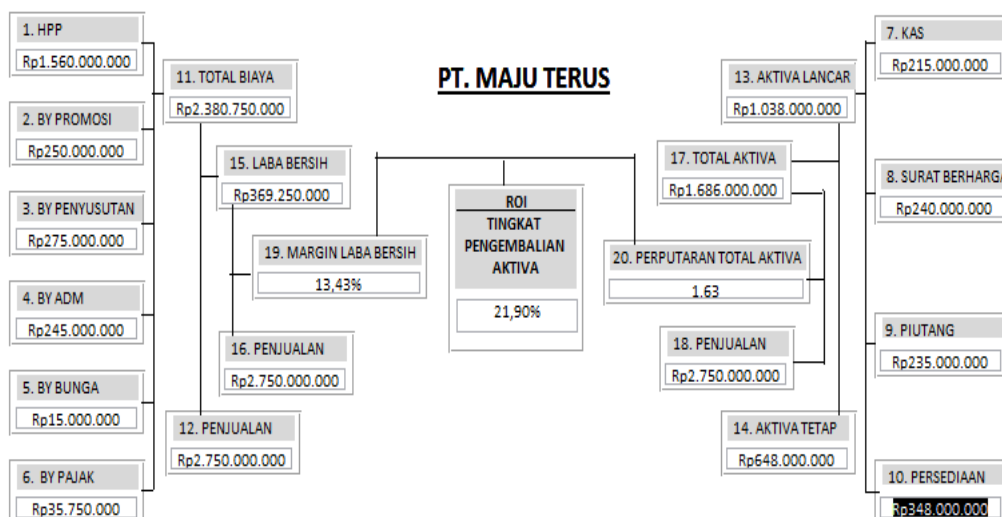 PT. MAJU TERUS
1. HPP
Rp1.560.000.000
2. BY PROMOSI
Rp250.000.000
3. BY PENYUSUTAN
Rp275.000.000
4. BY ADM
Rp245.000.000
5. BY BUNGA
Rp15.000.000
6. BY PAJAK
Rp35.750.000
11. TOTAL BIAYA
Rp2.380.750.000
12. PENJUALAN
Rp2.750.000.000
15. LABA BERSIH
Rp369.250.000
16. PENJUALAN
Rp2.750.000.000
19. MARGIN LABA BERSIH
13,43%
ROI
TINGKAT
PENGEMBALIAN
AKTIVA
21,90%
20. PERPUTARAN TOTAL AKTIVA
1.63
17. TOTAL AKTIVA
Rp1.686.000.000
18. PENJUALAN
Rp2.750.000.000
13. AKTIVA LANCAR
Rp1.038.000.000
14. AKTIVA TETAP
Rp648.000.000
7. KAS
Rp215.000.000
8. SURAT BERHARGA
Rp240.000.000
9. PIUTANG
Rp235.000.000
10. PERSEDIAAN
Rp348.000.000